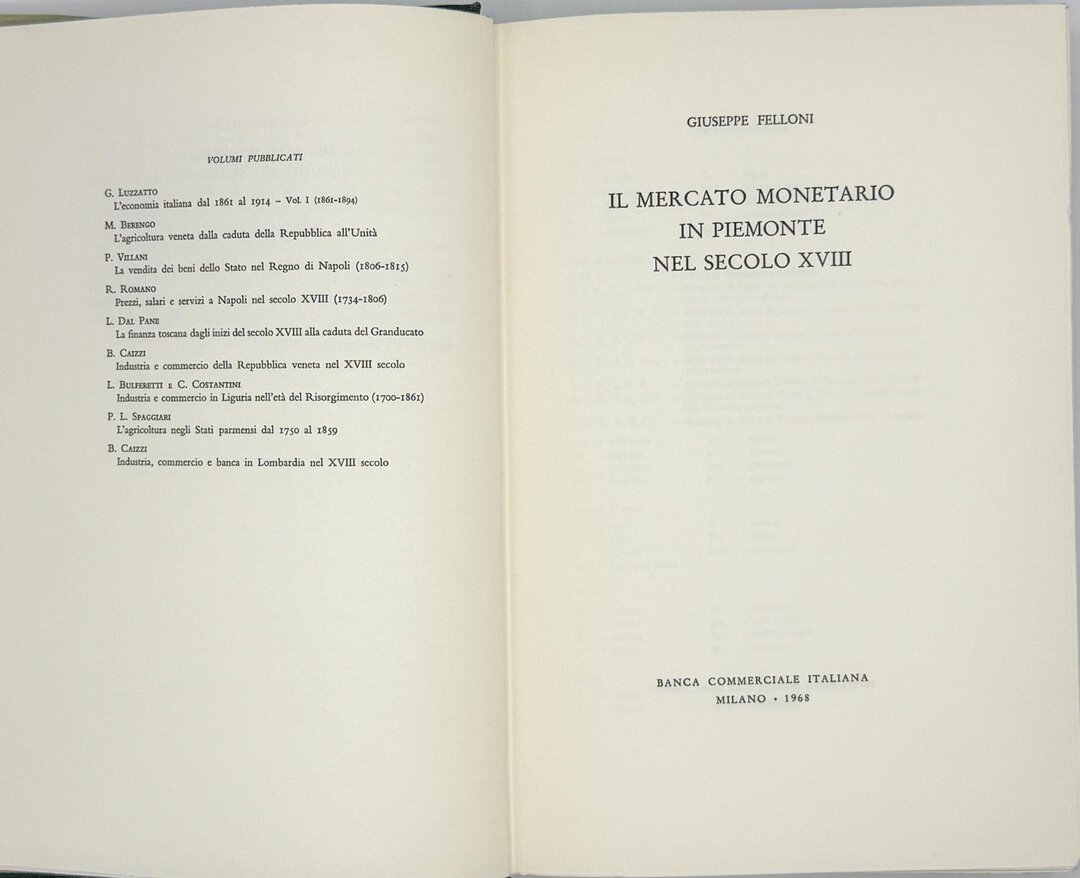 VOLUMI PUBBLICATI
G. LUZZATTO
L'economia italiana dal 1861 al 1914 – Vol. I (1861-1894)
M. BERENGO
L'agricoltura veneta dalla caduta della Repubblica all'Unità
P. VILLANI
La vendita dei beni dello Stato nel Regno di Napoli (1806-1815)
R. ROMANO
Prezzi, salari e servizi a Napoli nel secolo XVIII (1734-1806)
L. DAL PANE
La finanza toscana dagli inizi del secolo XVIII alla caduta del Granducato
B. CAIZZI
Industria e commercio della Repubblica veneta nel XVIII secolo
L. BULFERETTI E C. COSTANTINI
Industria e commercio in Liguria nell'età del Risorgimento (1700-1861)
P. L. SPAGGIARI
L'agricoltura negli Stati parmensi dal 1750 al 1859
B. CAIZZI
Industria, commercio e banca in Lombardia nel XVIII secolo
GIUSEPPE FELLONI
IL MERCATO MONETARIO
IN PIEMONTE
NEL SECOLO XVIII
BANCA COMMERCIALE ITALIANA
MILANO • 1968